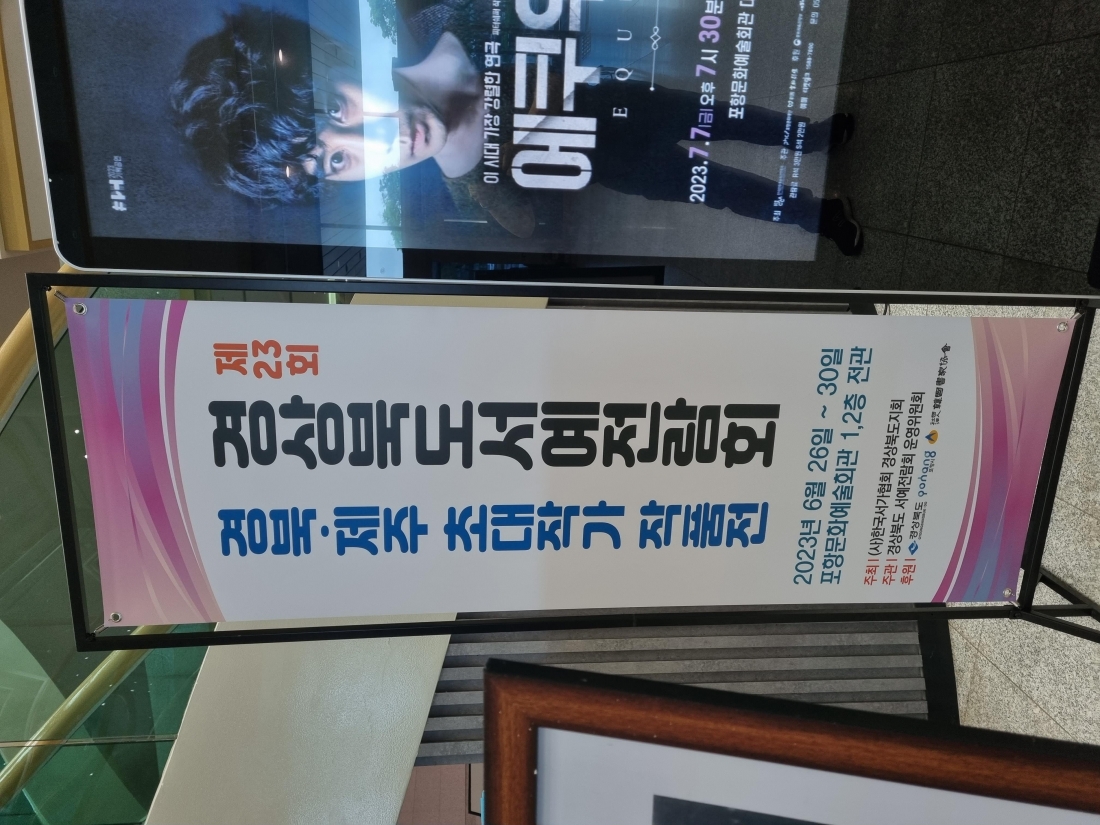 이 시대 가장 강렬한 연극
에쿠우
E Q U
2023.7.7.(금) 오후 7시 30분
포항문화예술회관 대
제
23
회
경상북도서예전람회
경북·제주 초대작가 작품전
2023년 6월 26일 ~ 30일
포항문화예술회관 1,2층 전관
주최 | (사)한국서가협회 경상북도지회
주관 | 경상북도 서예전람회 운영위원회
후원 | 경상북도 pohang 포항시